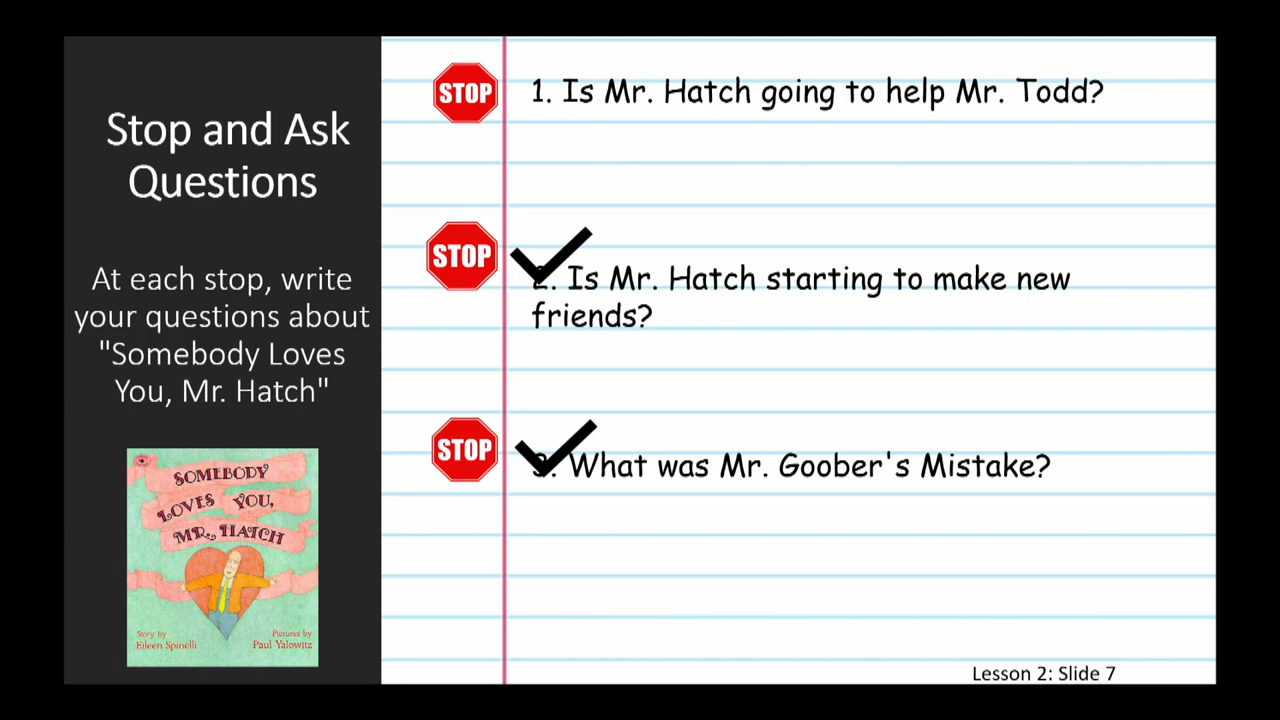 Stop and Ask
Questions
At each stop, write
your questions about
"Somebody Loves
You, Mr. Hatch"
SOMEBODY
LOVES YOU,
MR. HATCH
Story by
Eileen Spinelli
Pictures by
Paul Yalowitz
STOP
1. Is Mr. Hatch going to help Mr. Todd?
STOP
2. Is Mr. Hatch starting to make new
friends?
STOP
3. What was Mr. Goober's Mistake?
Lesson 2: Slide 7